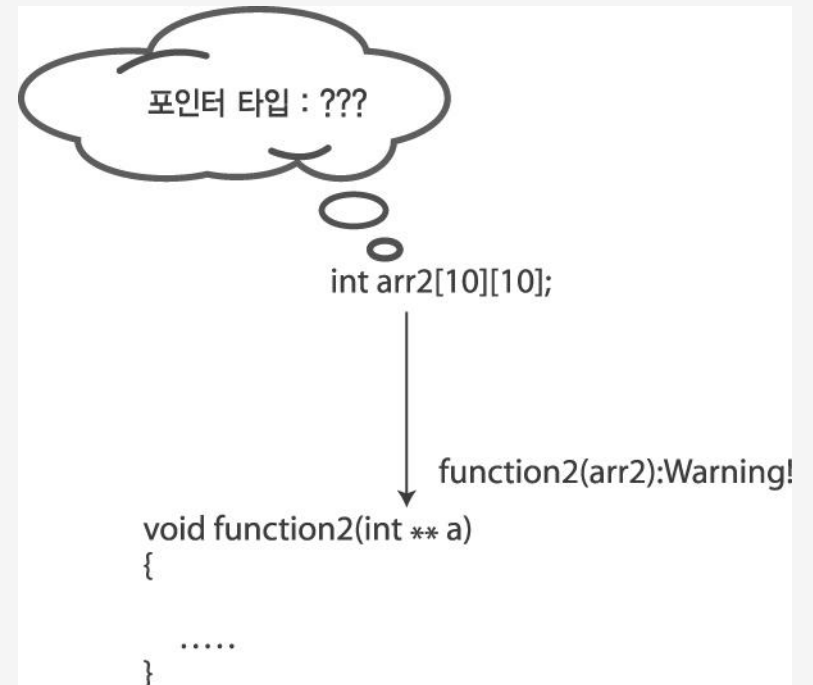 포인터 타입 : ???
int arr2[10][10];
function2(arr2):Warning!
void function2(int ** a)
{
.....
}